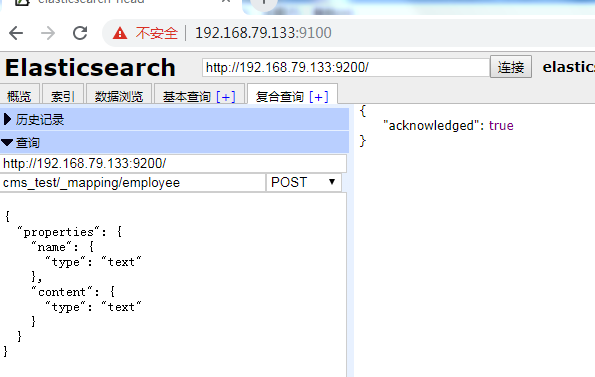 elasticsearch-head
不安全 192.168.79.133:9100
Elasticsearch http://192.168.79.133:9200/ 连接 elastic
概览 索引 数据浏览 基本查询 [+] 复合查询 [+]
历史记录
查询
http://192.168.79.133:9200/
cms_test/_mapping/employee POST
{
"properties": {
"name": {
"type": "text"
},
"content": {
"type": "text"
}
}
}
{
"acknowledged": true
}